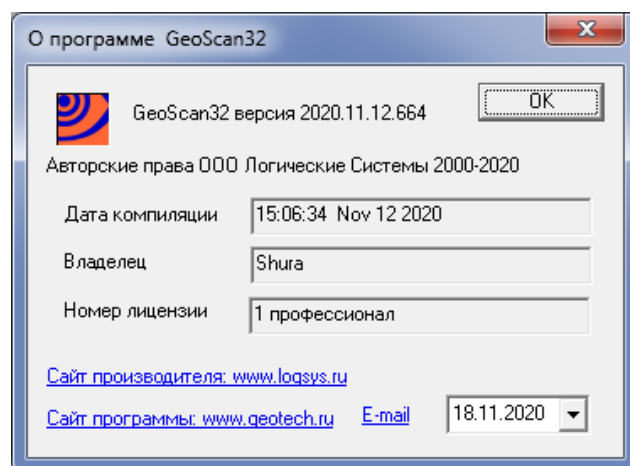 О программе GeoScan32
GeoScan32 версия 2020.11.12.664
OK
Авторские права ООО Логические Системы 2000-2020
Дата компиляции 15:06:34 Nov 12 2020
Владелец Shura
Номер лицензии 1 профессионал
Сайт производителя: www.logsys.ru
Сайт программы: www.geotech.ru E-mail 18.11.2020